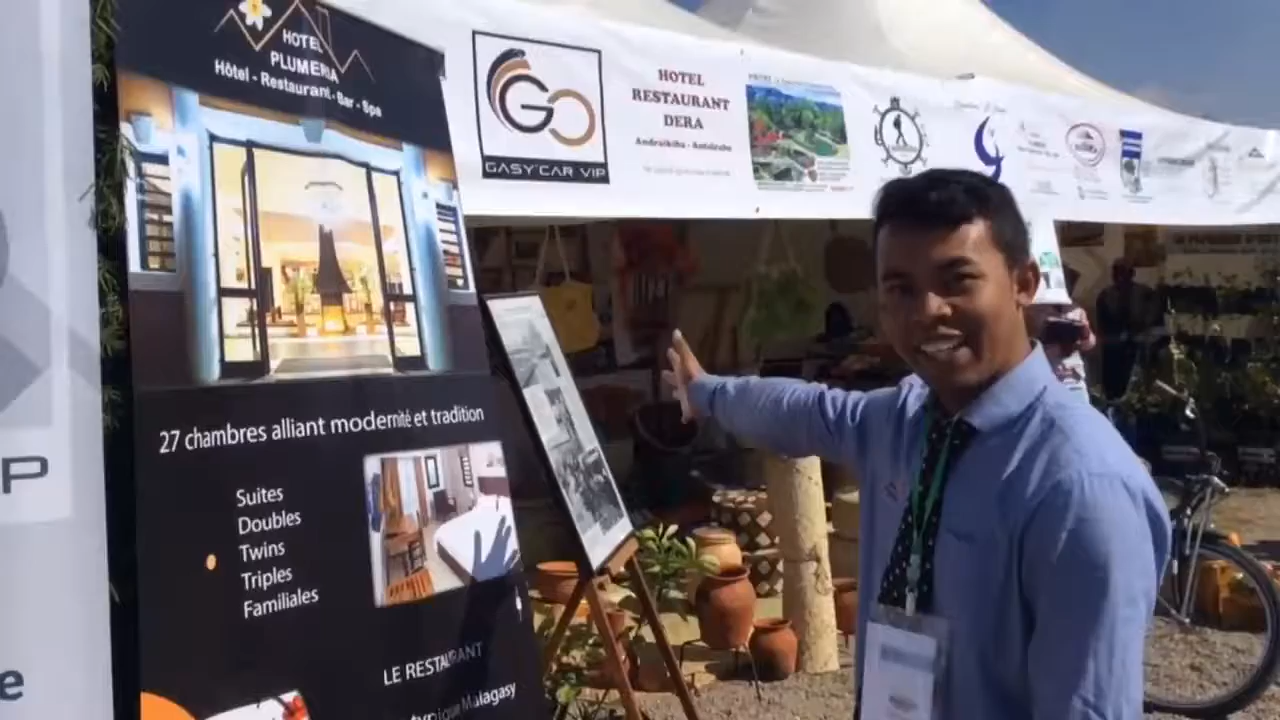 HOTEL
PLUMERIA
Hôtel - Restaurant - Bar - Spa
27 chambres alliant modernité et tradition
Suites
Doubles
Twins
Triples
Familiales
LE RESTAURANT
typique Malagasy
GO
GASY'CAR VIP
HOTEL
RESTAURANT
DERA
Andraikiba - Antsirabe
P
e